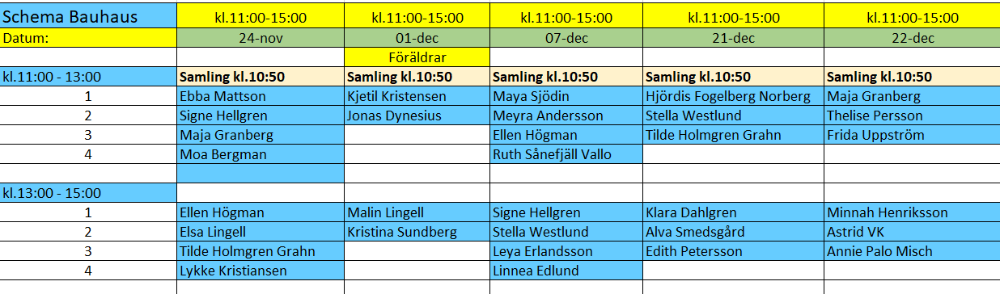 Schema Bauhaus kl.11:00-15:00 kl.11:00-15:00 kl.11:00-15:00 kl.11:00-15:00 kl.11:00-15:00
Datum: 24-nov 01-dec 07-dec 21-dec 22-dec
Föräldrar
kl.11:00 - 13:00 Samling kl.10:50 Samling kl.10:50 Samling kl.10:50 Samling kl.10:50 Samling kl.10:50
1 Ebba Mattson Kjetil Kristensen Maya Sjödin Hjördis Fogelberg Norberg Maja Granberg
2 Signe Hellgren Jonas Dynesius Meyra Andersson Stella Westlund Thelise Persson
3 Maja Granberg Ellen Högman Tilde Holmgren Grahn Frida Uppström
4 Moa Bergman Ruth Sånefjäll Vallo
kl.13:00 - 15:00
1 Ellen Högman Malin Lingell Signe Hellgren Klara Dahlgren Minnah Henriksson
2 Elsa Lingell Kristina Sundberg Stella Westlund Alva Smedsgård Astrid VK
3 Tilde Holmgren Grahn Leya Erlandsson Edith Petersson Annie Palo Misch
4 Lykke Kristiansen Linnea Edlund